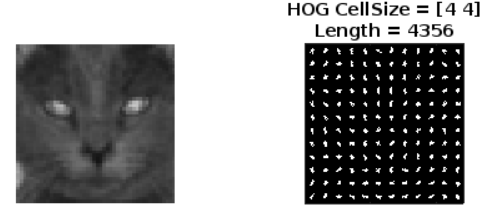 HOG CellSize = [4 4]
Length = 4356